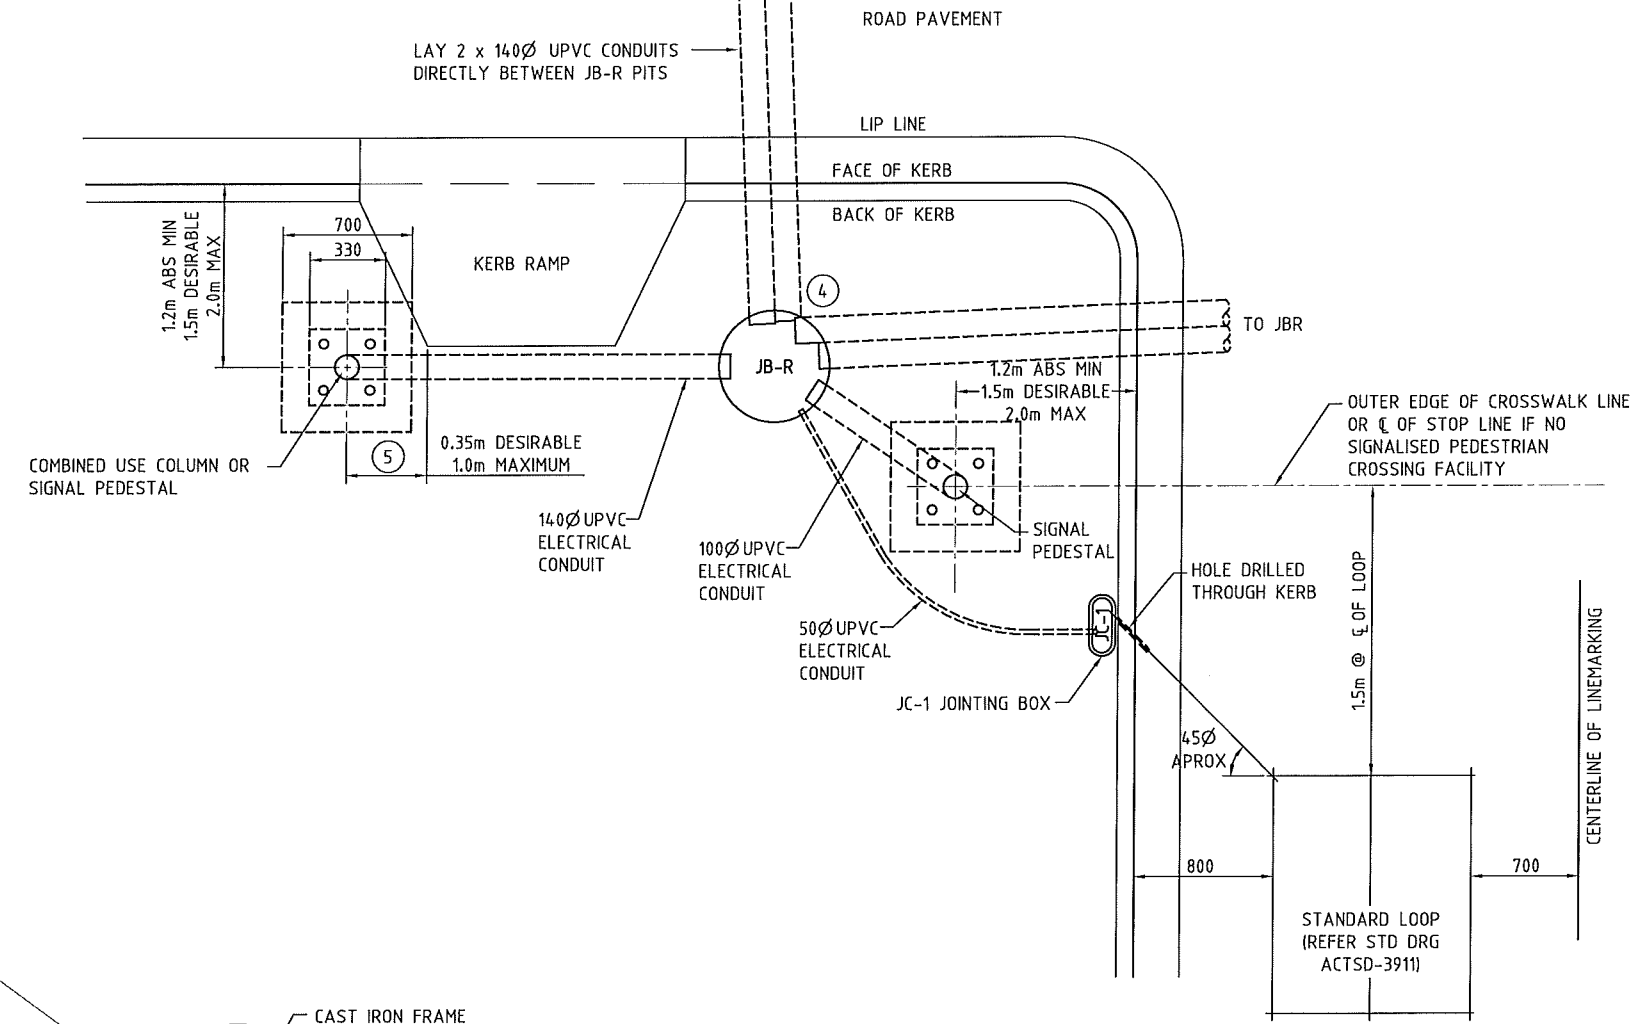 ROAD PAVEMENT
LAY 2 x 140Ø UPVC CONDUITS
DIRECTLY BETWEEN JB-R PITS
LIP LINE
FACE OF KERB
BACK OF KERB
1.2m ABS MIN
1.5m DESIRABLE
2.0m MAX
700
330
KERB RAMP
4
TO JBR
JB-R
1.2m ABS MIN
1.5m DESIRABLE
2.0m MAX
OUTER EDGE OF CROSSWALK LINE
OR ℄ OF STOP LINE IF NO
SIGNALISED PEDESTRIAN
CROSSING FACILITY
5
0.35m DESIRABLE
1.0m MAXIMUM
COMBINED USE COLUMN OR
SIGNAL PEDESTAL
140Ø UPVC
ELECTRICAL
CONDUIT
100Ø UPVC
ELECTRICAL
CONDUIT
SIGNAL
PEDESTAL
50Ø UPVC
ELECTRICAL
CONDUIT
JC-1
HOLE DRILLED
THROUGH KERB
1.5m @ ℄ OF LOOP
CENTERLINE OF LINEMARKING
JC-1 JOINTING BOX
45Ø
APROX
800
700
STANDARD LOOP
(REFER STD DRG
ACTSD-3911)
CAST IRON FRAME